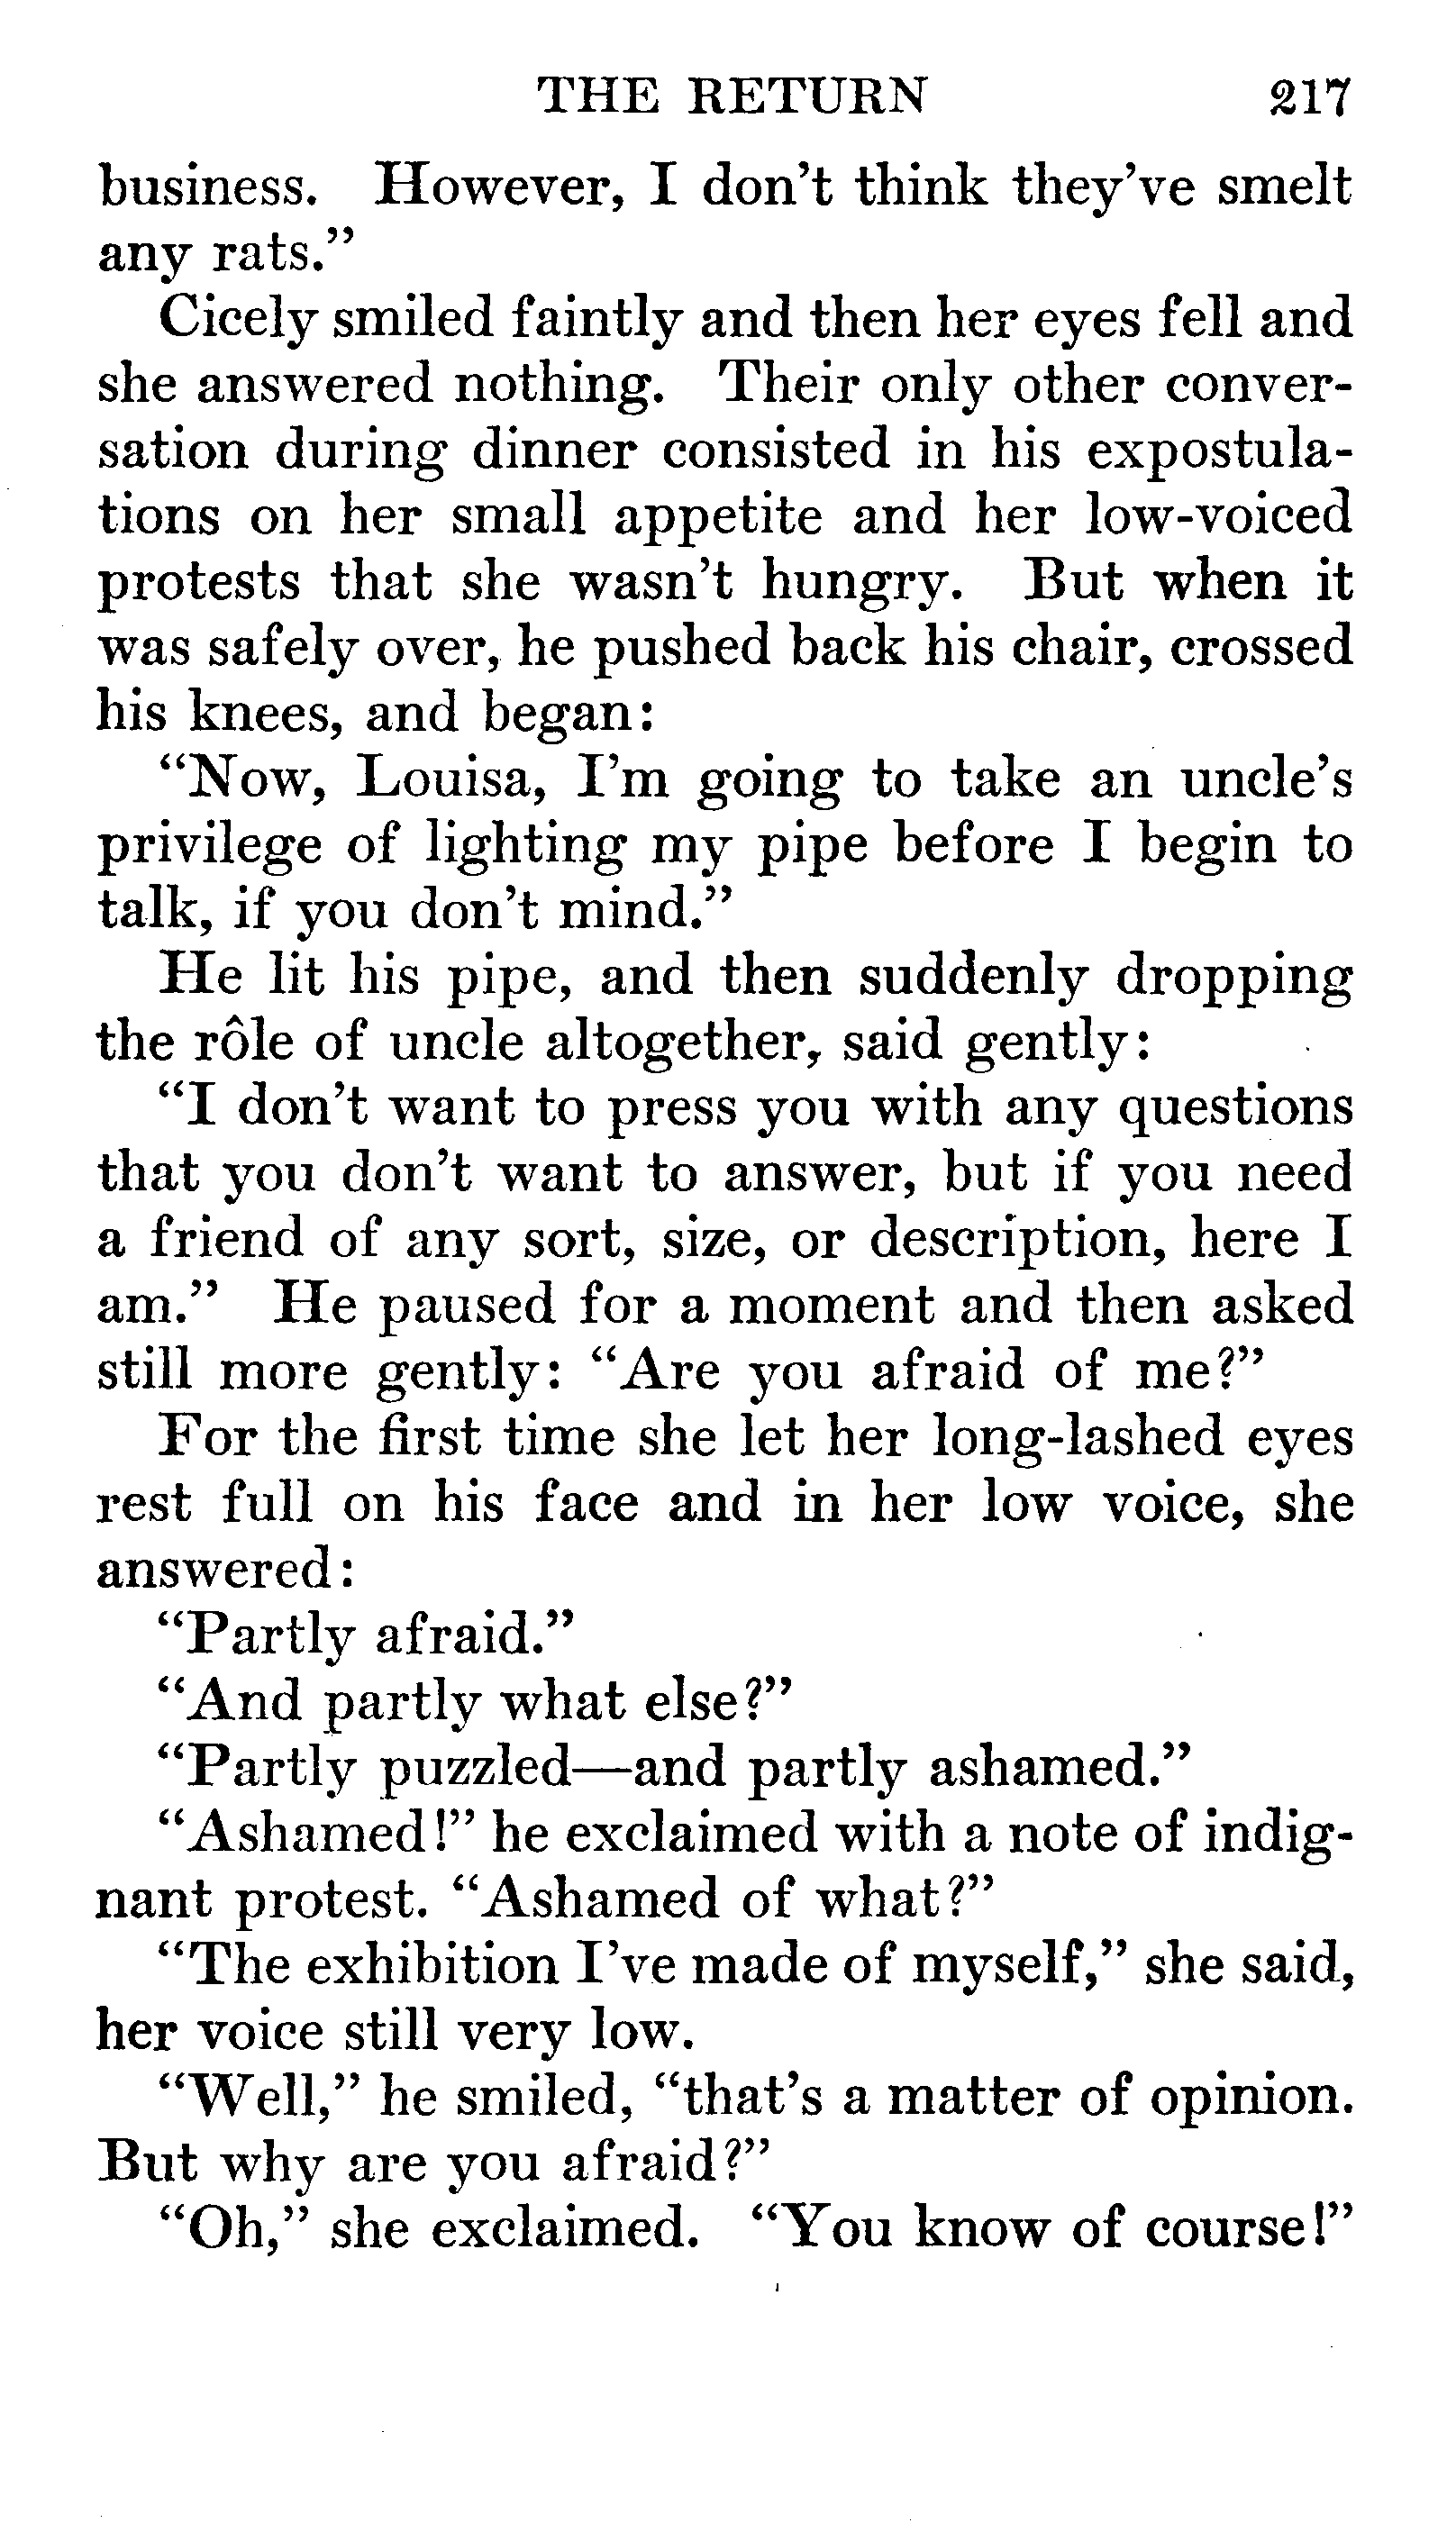 THE RETURN 217
business. However, I don't think they've smelt
any rats."
Cicely smiled faintly and then her eyes fell and
she answered nothing. Their only other conver-
sation during dinner consisted in his expostula-
tions on her small appetite and her low-voiced
protests that she wasn't hungry. But when it
was safely over, he pushed back his chair, crossed
his knees, and began:
"Now, Louisa, I'm going to take an uncle's
privilege of lighting my pipe before I begin to
talk, if you don't mind."
He lit his pipe, and then suddenly dropping
the rôle of uncle altogether, said gently:
"I don't want to press you with any questions
that you don't want to answer, but if you need
a friend of any sort, size, or description, here I
am." He paused for a moment and then asked
still more gently: "Are you afraid of me?"
For the first time she let her long-lashed eyes
rest full on his face and in her low voice, she
answered:
"Partly afraid."
"And partly what else?"
"Partly puzzled—and partly ashamed."
"Ashamed!" he exclaimed with a note of indig-
nant protest. "Ashamed of what?"
"The exhibition I've made of myself," she said,
her voice still very low.
"Well," he smiled, "that's a matter of opinion.
But why are you afraid?"
"Oh," she exclaimed. "You know of course!"